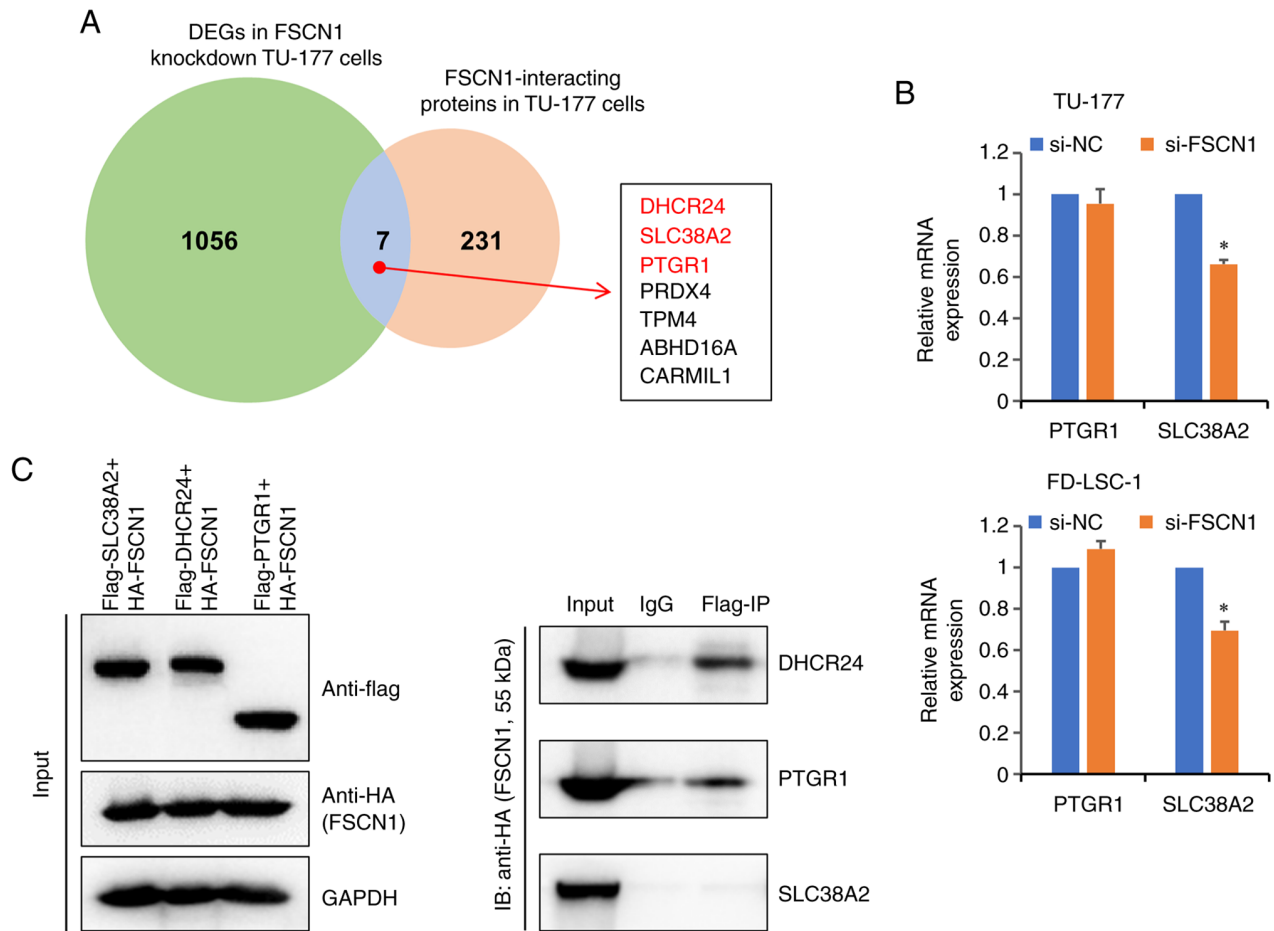 A
DEGs in FSCN1
knockdown TU-177 cells
FSCN1-interacting
proteins in TU-177 cells
1056
7
231
DHCR24
SLC38A2
PTGR1
PRDX4
TPM4
ABHD16A
CARMIL1
B
TU-177
si-NC
si-FSCN1
Relative mRNA
expression
1.2
1
0.8
0.6
0.4
0.2
0
*
PTGR1
SLC38A2
FD-LSC-1
si-NC
si-FSCN1
Relative mRNA
expression
1.2
1
0.8
0.6
0.4
0.2
0
*
PTGR1
SLC38A2
C
Flag-SLC38A2+
HA-FSCN1
Flag-DHCR24+
HA-FSCN1
Flag-PTGR1+
HA-FSCN1
Input
Anti-flag
Anti-HA
(FSCN1)
GAPDH
IB: anti-HA (FSCN1, 55 kDa)
Input
IgG
Flag-IP
DHCR24
PTGR1
SLC38A2